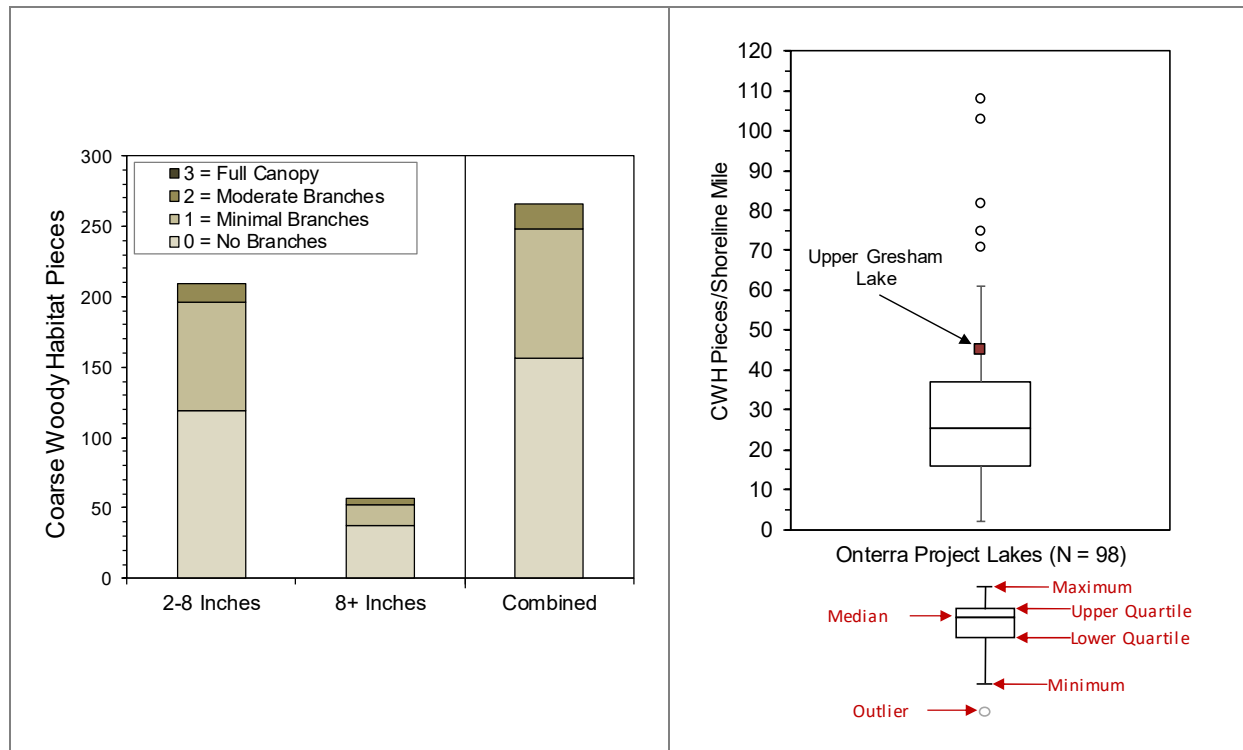 Coarse Woody Habitat Pieces
300
250
200
150
100
50
0
3 = Full Canopy
2 = Moderate Branches
1 = Minimal Branches
0 = No Branches
2-8 Inches
8+ Inches
Combined
CWH Pieces/Shoreline Mile
120
110
100
90
80
70
60
50
40
30
20
10
0
Upper Gresham
Lake
Onterra Project Lakes (N = 98)
Maximum
Median
Upper Quartile
Lower Quartile
Minimum
Outlier